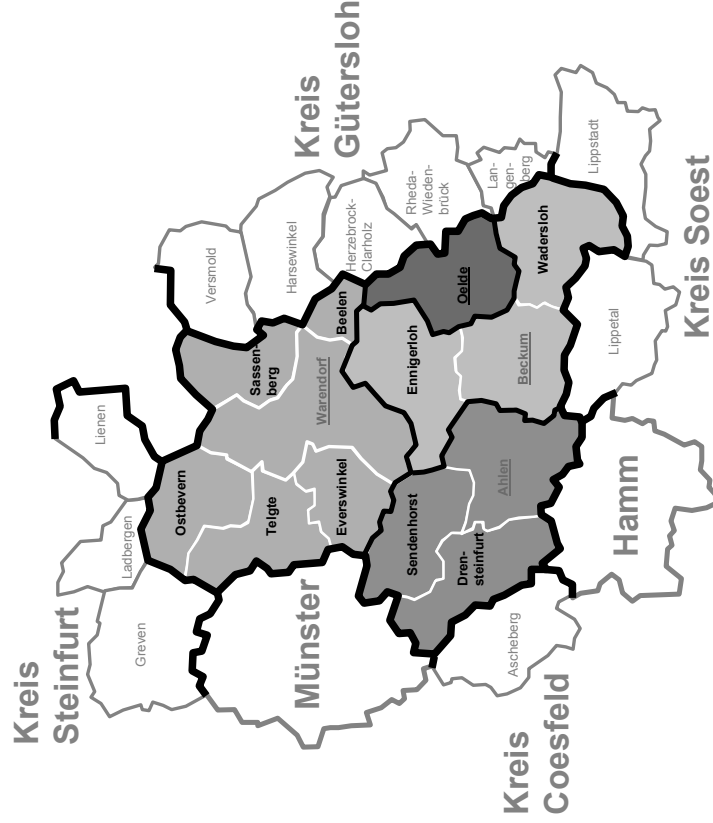 Kreis
Steinfurt
Greven
Ladbergen
Lienen
Münster
Ostbevern
Telgte
Everswinkel
Warendorf
Sassen-
berg
Beelen
Versmold
Harsewinkel
Herzebrock-
Clarholz
Kreis
Gütersloh
Rheda-
Wieden-
brück
Lan-
gen-
berg
Lippstadt
Wadersloh
Oelde
Ennigerloh
Beckum
Ahlen
Sendenhorst
Dren-
steinfurt
Ascheberg
Kreis
Coesfeld
Hamm
Lippetal
Kreis Soest